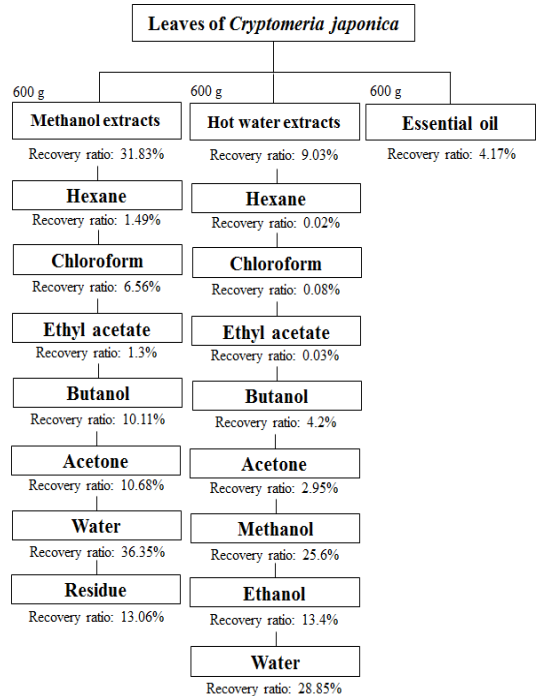 Leaves of Cryptomeria japonica
600 g
Methanol extracts
Recovery ratio: 31.83%
Hexane
Recovery ratio: 1.49%
Chloroform
Recovery ratio: 6.56%
Ethyl acetate
Recovery ratio: 1.3%
Butanol
Recovery ratio: 10.11%
Acetone
Recovery ratio: 10.68%
Water
Recovery ratio: 36.35%
Residue
Recovery ratio: 13.06%
600 g
Hot water extracts
Recovery ratio: 9.03%
Hexane
Recovery ratio: 0.02%
Chloroform
Recovery ratio: 0.08%
Ethyl acetate
Recovery ratio: 0.03%
Butanol
Recovery ratio: 4.2%
Acetone
Recovery ratio: 2.95%
Methanol
Recovery ratio: 25.6%
Ethanol
Recovery ratio: 13.4%
Water
Recovery ratio: 28.85%
600 g
Essential oil
Recovery ratio: 4.17%